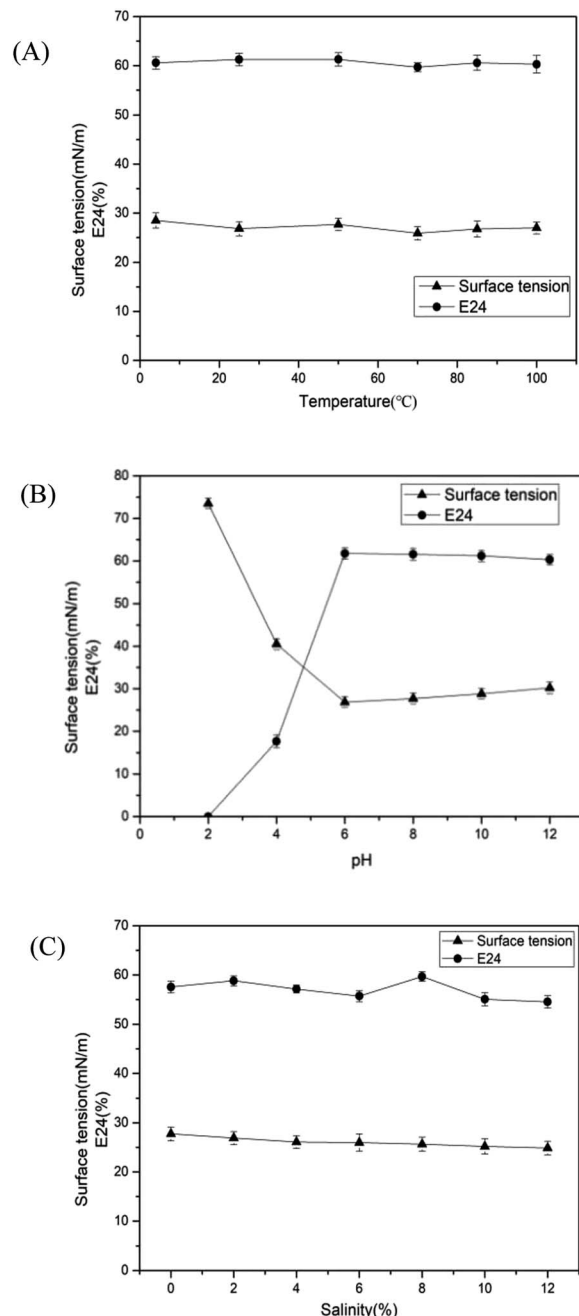 (A)
70
60
50
40
30
20
10
0
Surface tension(mN/m)
E24(%)
Surface tension
E24
0 20 40 60 80 100
Temperature(℃)
(B)
80
70
60
50
40
30
20
10
0
Surface tension(mN/m)
E24(%)
Surface tension
E24
0 2 4 6 8 10 12
pH
(C)
70
60
50
40
30
20
10
0
Surface tension(mN/m)
E24(%)
Surface tension
E24
0 2 4 6 8 10 12
Salinity(%)